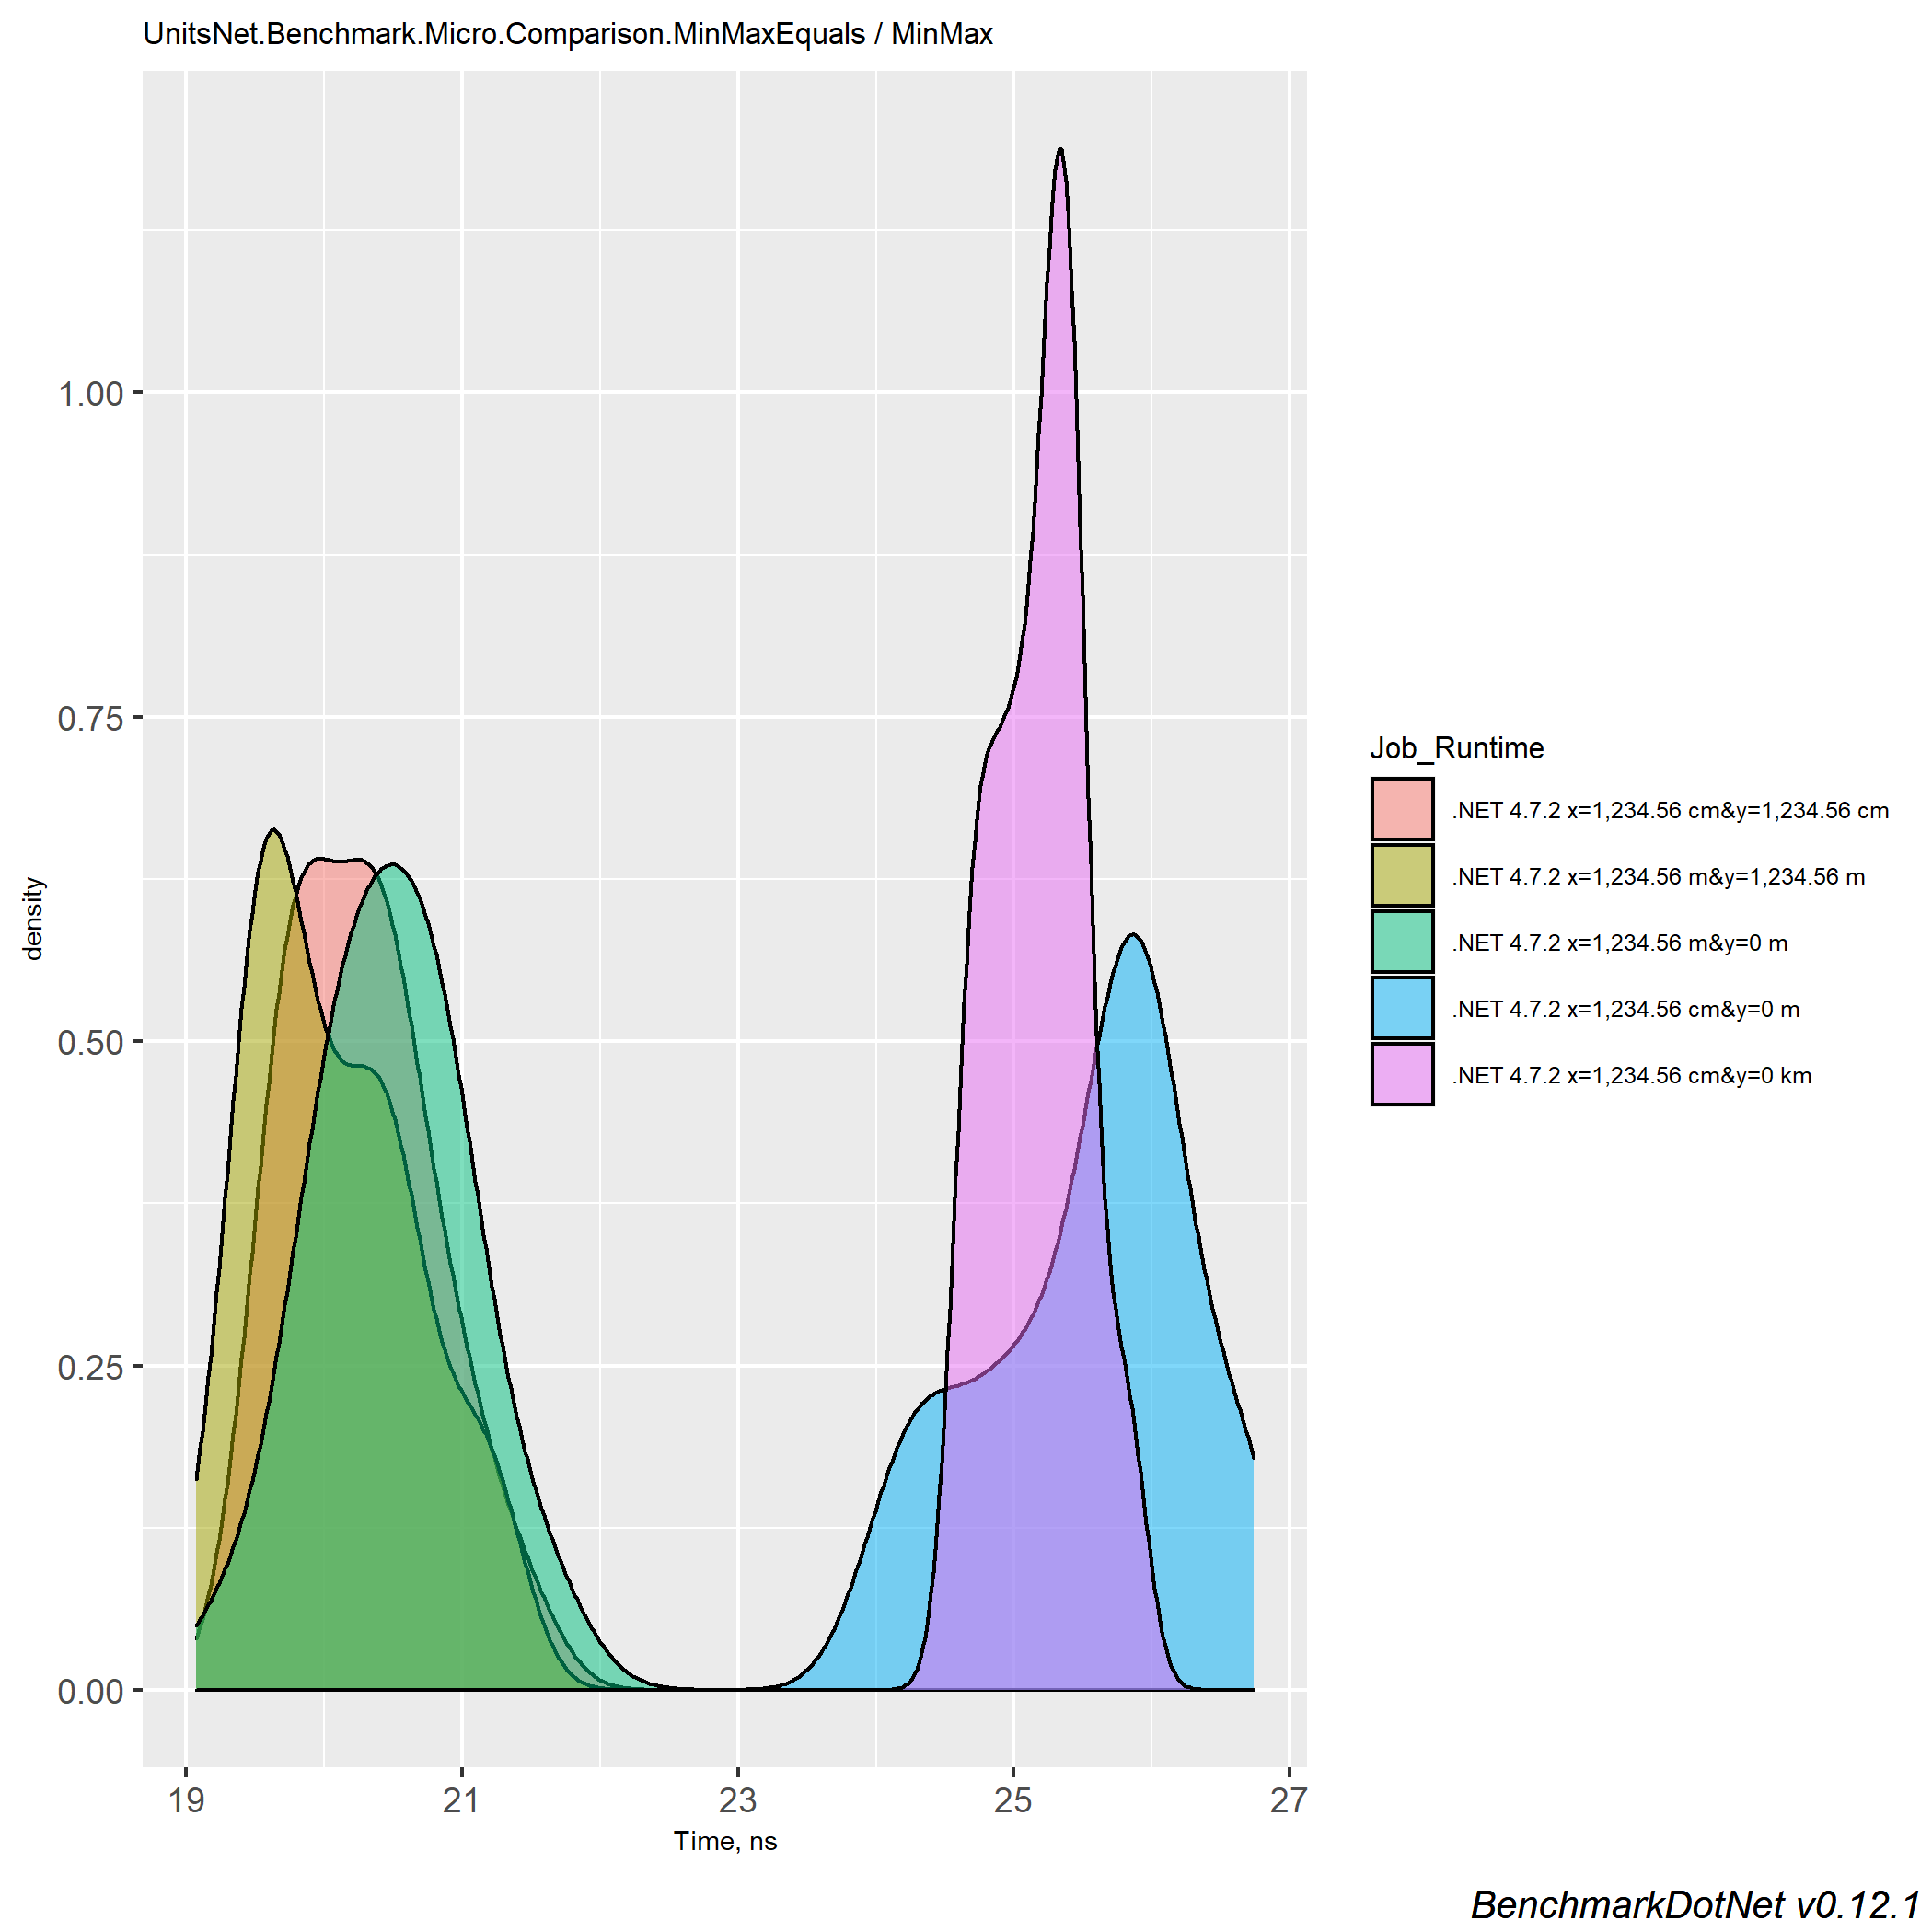 UnitsNet.Benchmark.Micro.Comparison.MinMaxEquals / MinMax
1.00
0.75
0.50
0.25
0.00
density
19 21 23 25 27
Time, ns
Job_Runtime
.NET 4.7.2 x=1,234.56 cm&y=1,234.56 cm
.NET 4.7.2 x=1,234.56 m&y=1,234.56 m
.NET 4.7.2 x=1,234.56 m&y=0 m
.NET 4.7.2 x=1,234.56 cm&y=0 m
.NET 4.7.2 x=1,234.56 cm&y=0 km
BenchmarkDotNet v0.12.1